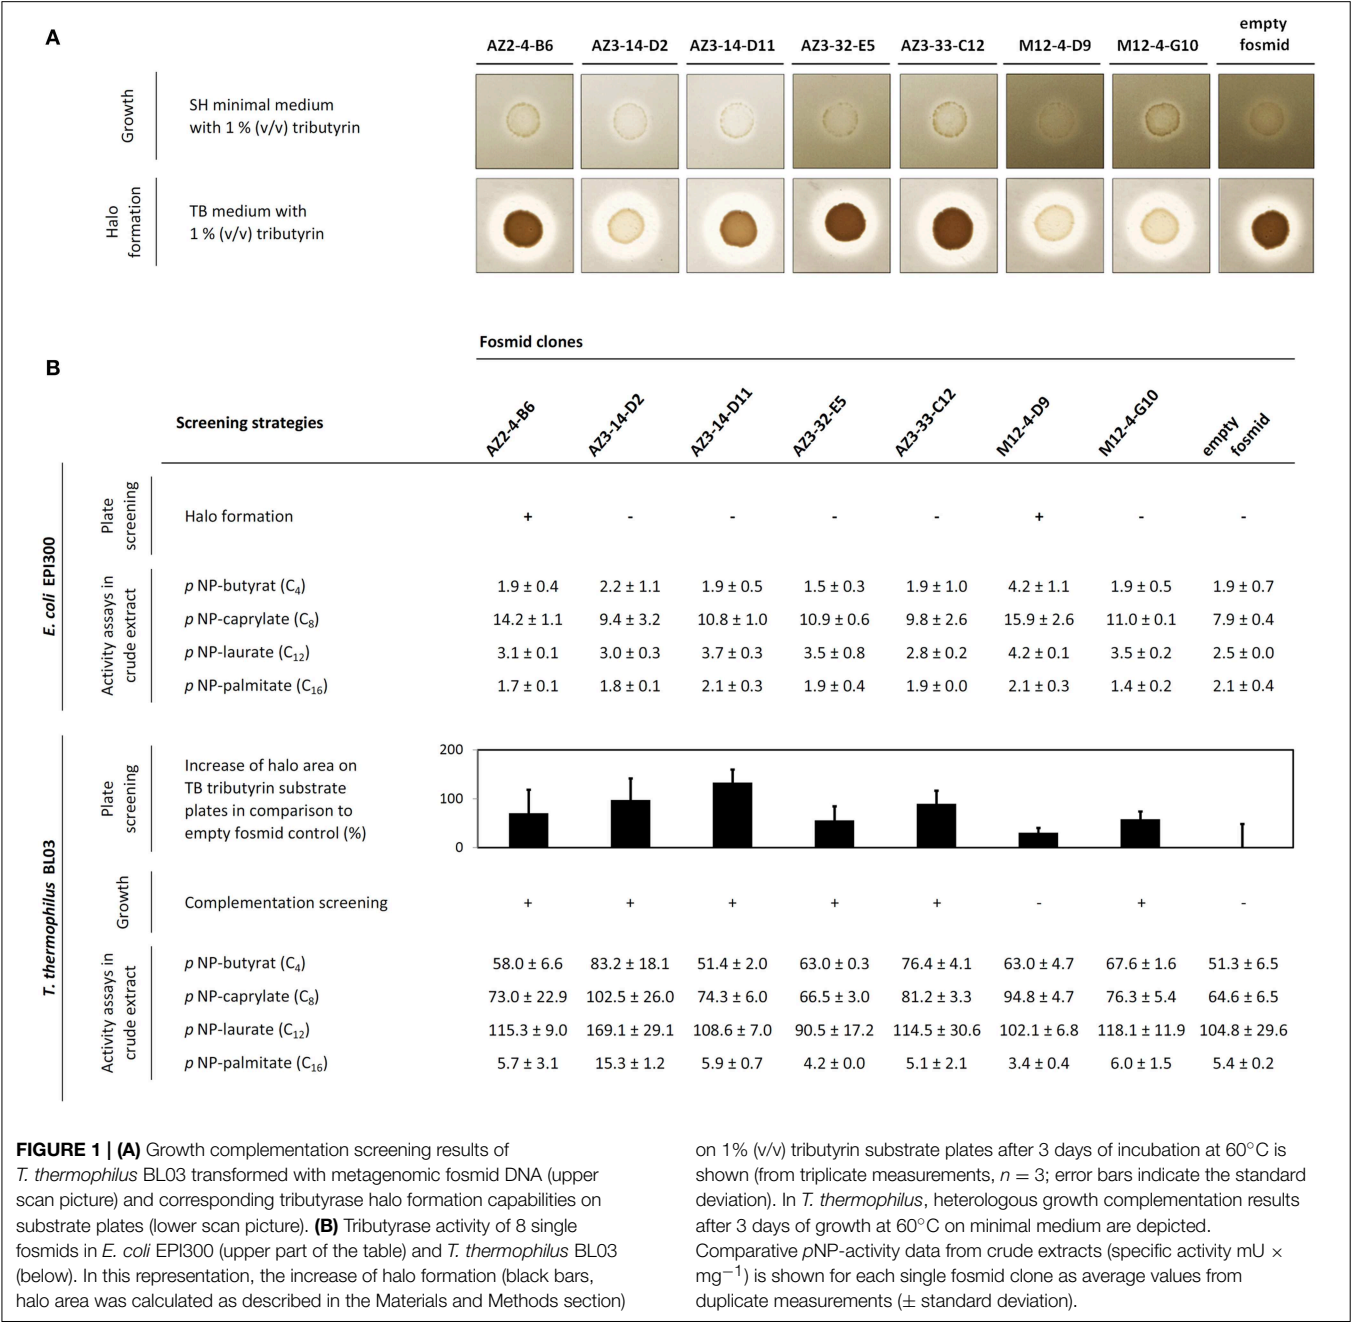 A
AZ2-4-B6 AZ3-14-D2 AZ3-14-D11 AZ3-32-E5 AZ3-33-C12 M12-4-D9 M12-4-G10 empty fosmid
Growth
SH minimal medium
with 1 % (v/v) tributyrin
Halo
formation
TB medium with
1 % (v/v) tributyrin
B
Fosmid clones
Screening strategies
AZ2-4-B6 AZ3-14-D2 AZ3-14-D11 AZ3-32-E5 AZ3-33-C12 M12-4-D9 M12-4-G10 empty fosmid
E. coli EPI300
Plate
screening
Halo formation + - - - - + - -
Activity assays in
crude extract
p NP-butyrat (C4) 1.9 ± 0.4 2.2 ± 1.1 1.9 ± 0.5 1.5 ± 0.3 1.9 ± 1.0 4.2 ± 1.1 1.9 ± 0.5 1.9 ± 0.7
p NP-caprylate (C8) 14.2 ± 1.1 9.4 ± 3.2 10.8 ± 1.0 10.9 ± 0.6 9.8 ± 2.6 15.9 ± 2.6 11.0 ± 0.1 7.9 ± 0.4
p NP-laurate (C12) 3.1 ± 0.1 3.0 ± 0.3 3.7 ± 0.3 3.5 ± 0.8 2.8 ± 0.2 4.2 ± 0.1 3.5 ± 0.2 2.5 ± 0.0
p NP-palmitate (C16) 1.7 ± 0.1 1.8 ± 0.1 2.1 ± 0.3 1.9 ± 0.4 1.9 ± 0.0 2.1 ± 0.3 1.4 ± 0.2 2.1 ± 0.4
T. thermophilus BL03
Plate
screening
Increase of halo area on
TB tributyrin substrate
plates in comparison to
empty fosmid control (%)
200
100
0
Growth
Complementation screening + + + + + - + -
Activity assays in
crude extract
p NP-butyrat (C4) 58.0 ± 6.6 83.2 ± 18.1 51.4 ± 2.0 63.0 ± 0.3 76.4 ± 4.1 63.0 ± 4.7 67.6 ± 1.6 51.3 ± 6.5
p NP-caprylate (C8) 73.0 ± 22.9 102.5 ± 26.0 74.3 ± 6.0 66.5 ± 3.0 81.2 ± 3.3 94.8 ± 4.7 76.3 ± 5.4 64.6 ± 6.5
p NP-laurate (C12) 115.3 ± 9.0 169.1 ± 29.1 108.6 ± 7.0 90.5 ± 17.2 114.5 ± 30.6 102.1 ± 6.8 118.1 ± 11.9 104.8 ± 29.6
p NP-palmitate (C16) 5.7 ± 3.1 15.3 ± 1.2 5.9 ± 0.7 4.2 ± 0.0 5.1 ± 2.1 3.4 ± 0.4 6.0 ± 1.5 5.4 ± 0.2
FIGURE 1 | (A) Growth complementation screening results of
T. thermophilus BL03 transformed with metagenomic fosmid DNA (upper
scan picture) and corresponding tributyrase halo formation capabilities on
substrate plates (lower scan picture). (B) Tributyrase activity of 8 single
fosmids in E. coli EPI300 (upper part of the table) and T. thermophilus BL03
(below). In this representation, the increase of halo formation (black bars,
halo area was calculated as described in the Materials and Methods section)
on 1% (v/v) tributyrin substrate plates after 3 days of incubation at 60°C is
shown (from triplicate measurements, n = 3; error bars indicate the standard
deviation). In T. thermophilus, heterologous growth complementation results
after 3 days of growth at 60°C on minimal medium are depicted.
Comparative pNP-activity data from crude extracts (specific activity mU ×
mg−1) is shown for each single fosmid clone as average values from
duplicate measurements (± standard deviation).